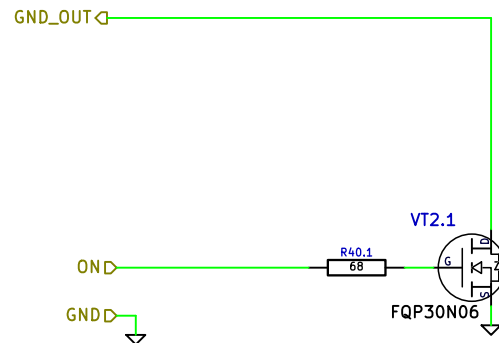 GND_OUT
VT2.1
R40.1
68
ON
G
D
S
Z
GND
FQP30N06